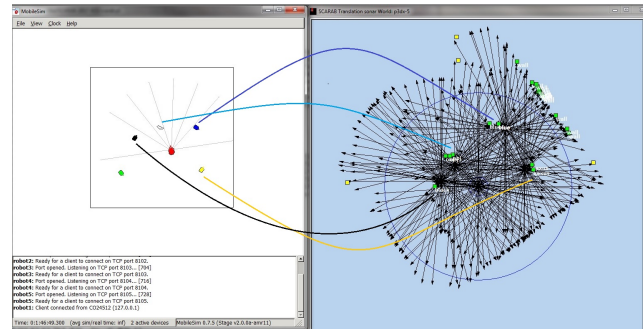 MobileSim
SCARAB Translation sonar World: p3dx-5
File View Clock Help
robot2: Ready for a client to connect on TCP port 8102.
robot3: Port opened. Listening on TCP port 8103... [704]
robot3: Ready for a client to connect on TCP port 8103.
robot4: Port opened. Listening on TCP port 8104... [716]
robot4: Ready for a client to connect on TCP port 8104.
robot5: Port opened. Listening on TCP port 8105... [728]
robot5: Ready for a client to connect on TCP port 8105.
robot1: Client connected from CO24512 (127.0.0.1)
Time: 0:1:46:49.300 (avg sim/real time: inf) 2 active devices MobileSim 0.7.5 (Stage v2.0.0a-amr11)